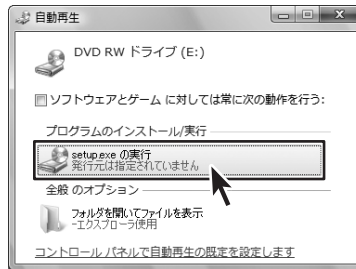 自動再生
DVD RW ドライブ (E:)
ソフトウェアとゲーム に対しては常に次の動作を行う:
プログラムのインストール/実行
setup.exe の実行
発行元は指定されていません
全般 のオプション
フォルダを開いてファイルを表示
-エクスプローラ使用
コントロール パネルで自動再生の既定を設定します